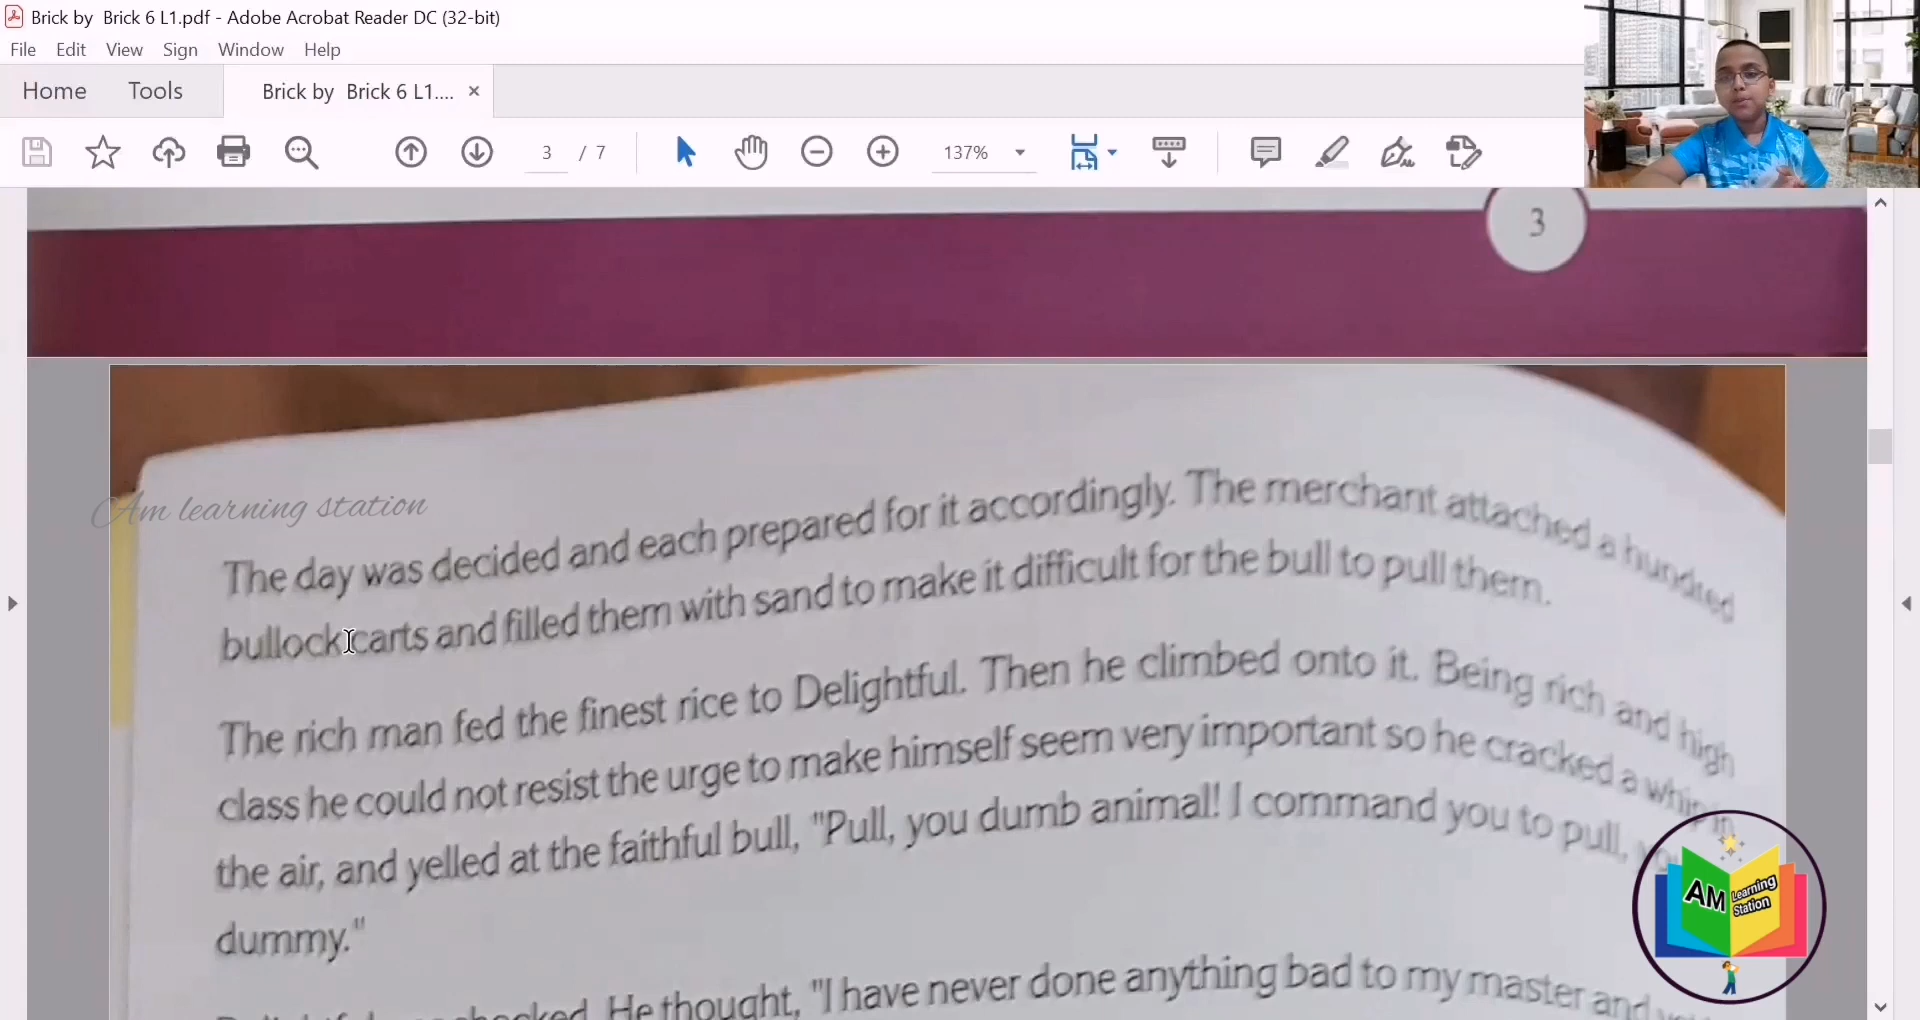 Brick by Brick 6 L1.pdf - Adobe Acrobat Reader DC (32-bit)
File Edit View Sign Window Help
Home Tools Brick by Brick 6 L1.... ×
3 / 7 137%
3
Am learning station
The day was decided and each prepared for it accordingly. The merchant attached a hundred
bullock carts and filled them with sand to make it difficult for the bull to pull them.
The rich man fed the finest rice to Delightful. Then he climbed onto it. Being rich and high
class he could not resist the urge to make himself seem very important so he cracked a whip in
the air, and yelled at the faithful bull, "Pull, you dumb animal! I command you to pull,
dummy."
He thought, "I have never done anything bad to my master and
AM Learning
Station